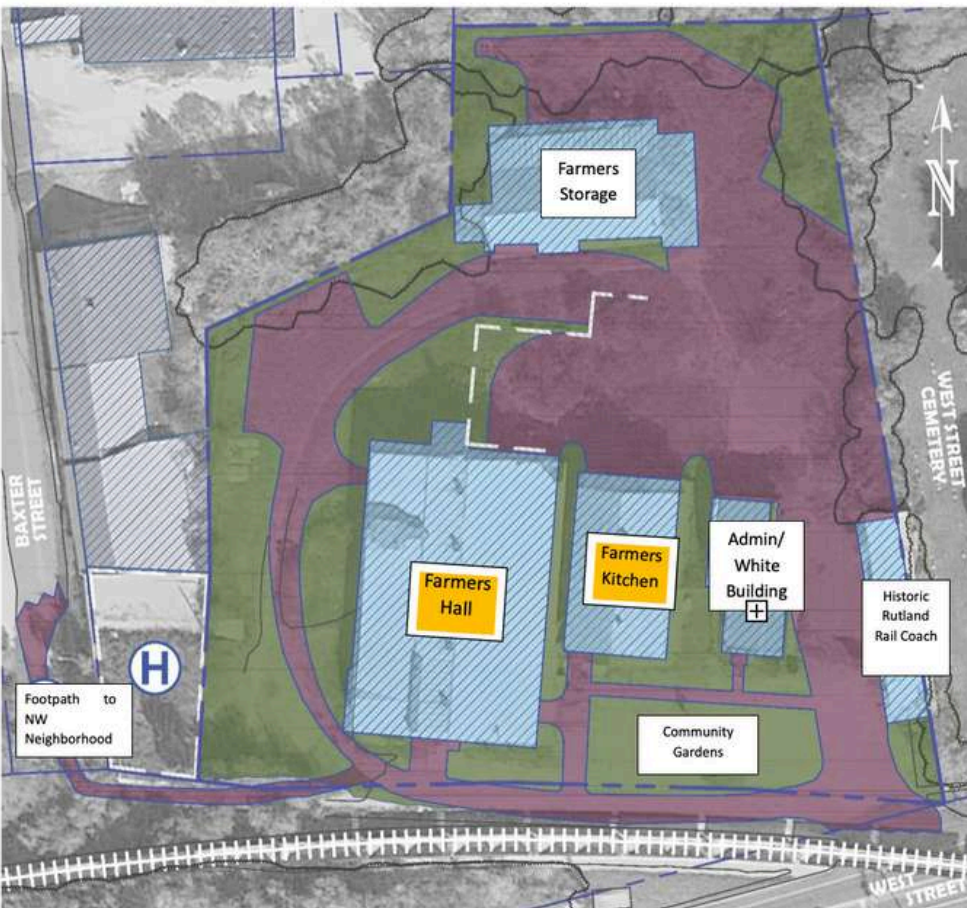 Farmers
Storage
N
WEST STREET
CEMETERY
BAXTER
STREET
Farmers
Hall
Farmers
Kitchen
Admin/
White
Building
Historic
Rutland
Rail Coach
H
Footpath to
NW
Neighborhood
Community
Gardens
WEST
STREET